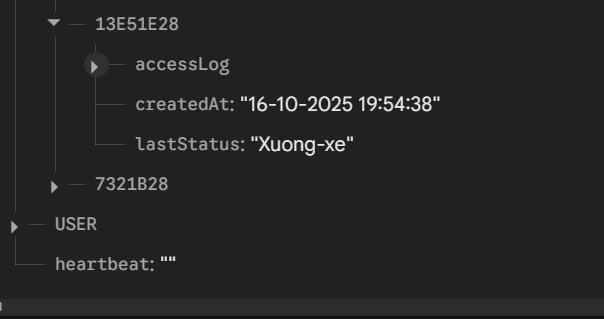 13E51E28
accessLog
createdAt: "16-10-2025 19:54:38"
lastStatus: "Xuong-xe"
7321B28
USER
heartbeat: ""